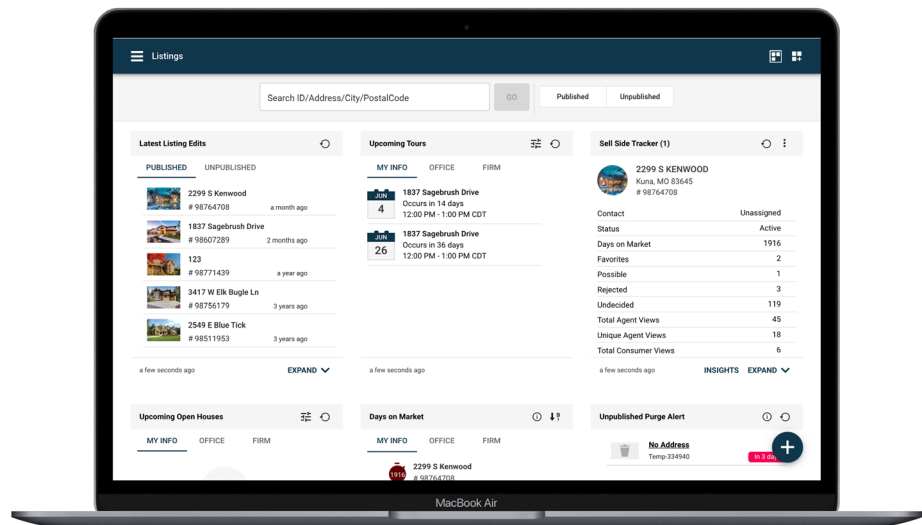 Listings
Search ID/Address/City/PostalCode
GO
Published
Unpublished
Latest Listing Edits
PUBLISHED
UNPUBLISHED
2299 S Kenwood
# 98764708
a month ago
1837 Sagebrush Drive
# 98607289
2 months ago
123
# 98771439
a year ago
3417 W Elk Bugle Ln
# 98756179
3 years ago
2549 E Blue Tick
# 98511953
3 years ago
a few seconds ago
EXPAND
Upcoming Tours
MY INFO
OFFICE
FIRM
JUN
4
1837 Sagebrush Drive
Occurs in 14 days
12:00 PM - 1:00 PM CDT
JUN
26
1837 Sagebrush Drive
Occurs in 36 days
12:00 PM - 1:00 PM CDT
a few seconds ago
Sell Side Tracker (1)
2299 S KENWOOD
Kuna, MO 83645
# 98764708
Contact Unassigned
Status Active
Days on Market 1916
Favorites 2
Possible 1
Rejected 3
Undecided 119
Total Agent Views 45
Unique Agent Views 18
Total Consumer Views 6
a few seconds ago
INSIGHTS
EXPAND
Upcoming Open Houses
MY INFO
OFFICE
FIRM
Days on Market
MY INFO
OFFICE
FIRM
1916
2299 S Kenwood
# 98764708
Unpublished Purge Alert
No Address
Temp-334940
In 3
MacBook Air